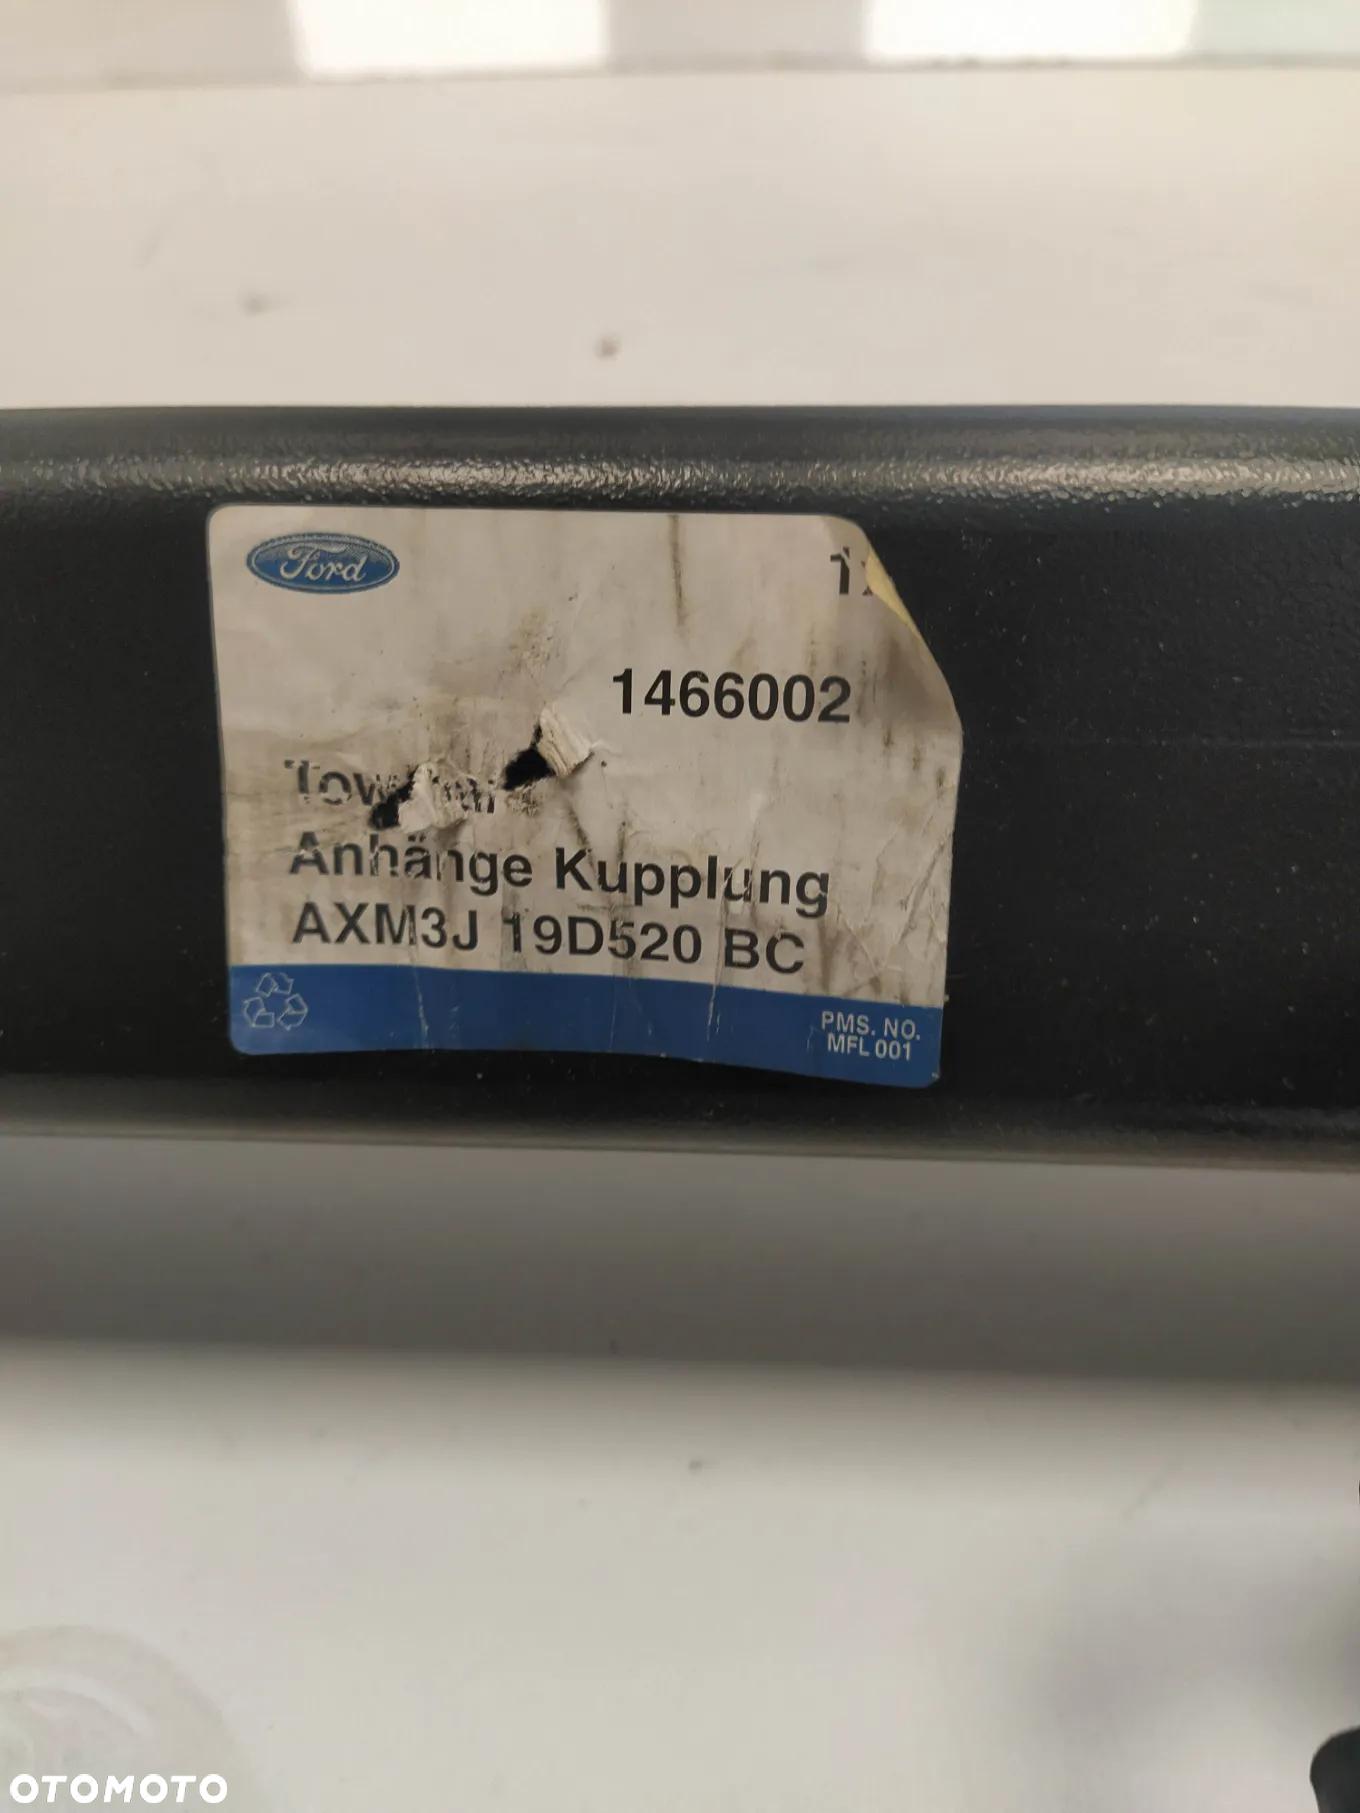 Ford
1466002
Anhänge Kupplung
AXM3J 19D520 BC
PMS. NO.
MFL 001
OTOMOTO